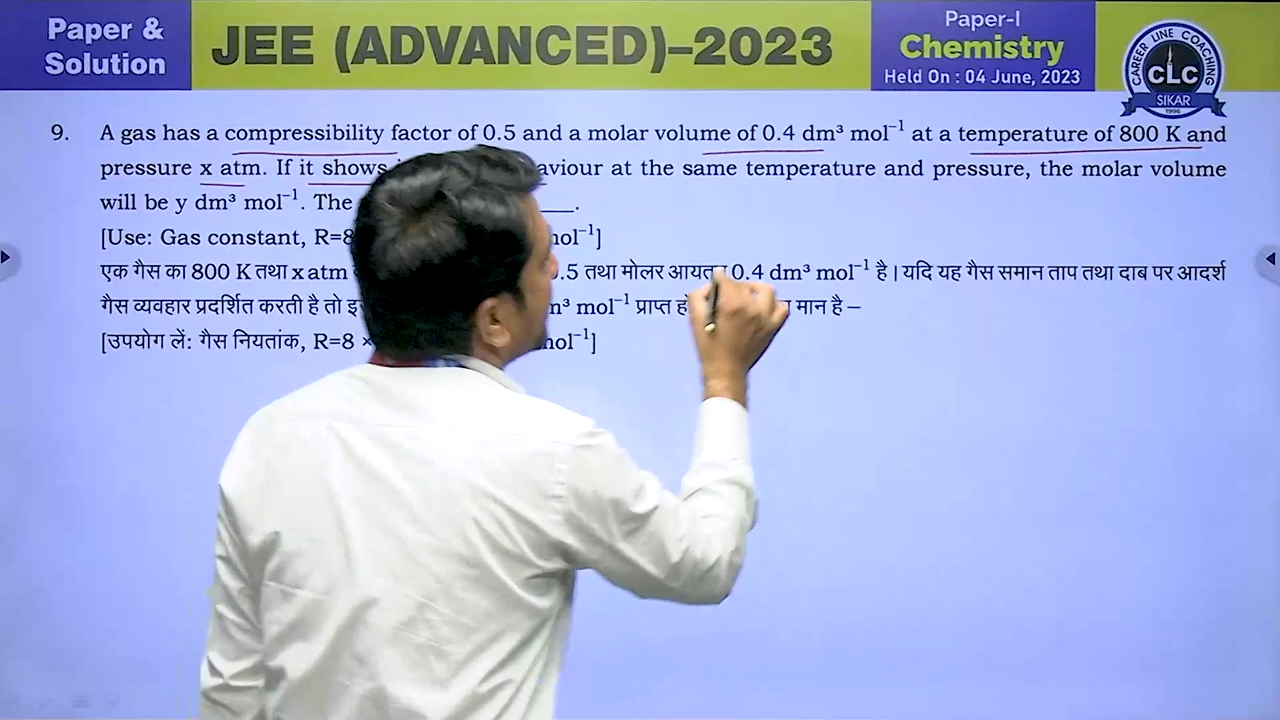 Paper &
Solution
JEE (ADVANCED)–2023
Paper-I
Chemistry
Held On : 04 June, 2023
CAREER LINE COACHING
CLC
SIKAR
1996
9. A gas has a compressibility factor of 0.5 and a molar volume of 0.4 dm³ mol⁻¹ at a temperature of 800 K and
pressure x atm. If it shows aviour at the same temperature and pressure, the molar volume
will be y dm³ mol⁻¹. The ___.
[Use: Gas constant, R=8 mol⁻¹]
एक गैस का 800 K तथा x atm .5 तथा मोलर आयतन 0.4 dm³ mol⁻¹ है। यदि यह गैस समान ताप तथा दाब पर आदर्श
गैस व्यवहार प्रदर्शित करती है तो m³ mol⁻¹ प्राप्त मान है –
[उपयोग लें: गैस नियतांक, R=8 × mol⁻¹]